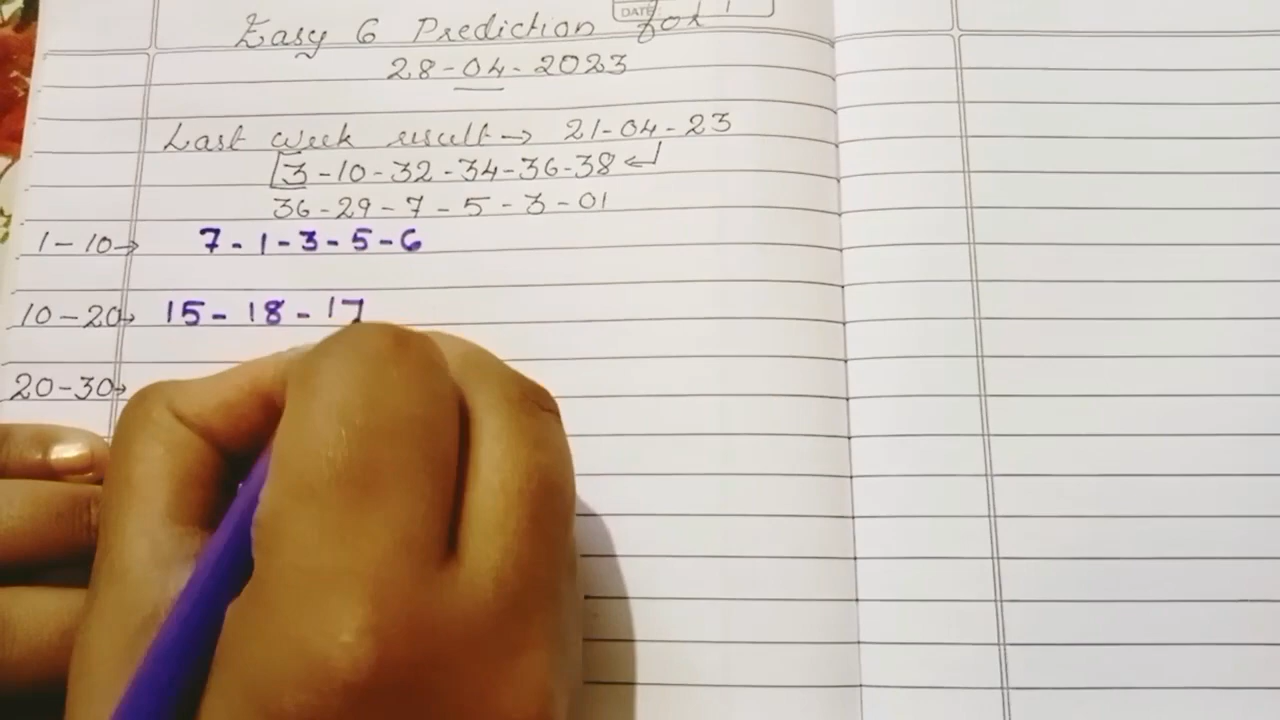 DATE
Easy 6 Prediction for
28-04-2023
Last week result → 21-04-23
3-10-32-34-36-38
36-29-7-5-3-01
1-10→ 7-1-3-5-6
10-20→ 15-18-17
20-30→